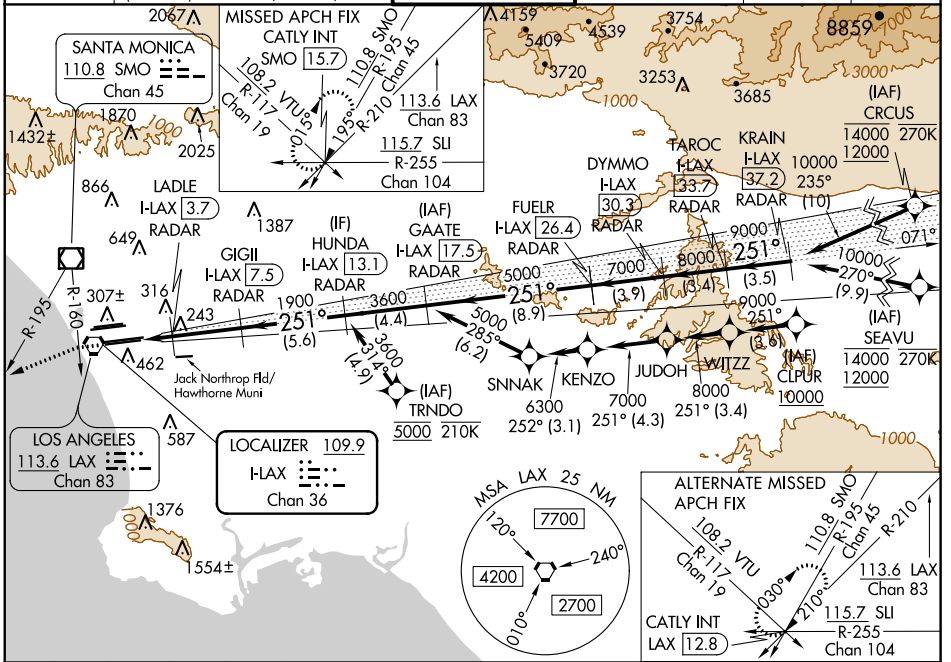 2067
SANTA MONICA
110.8 SMO
Chan 45
1432±
1870
1000
2025
MISSED APCH FIX
CATLY INT
SMO 15.7
110.8 SMO
R-195
Chan 45
R-210
108.2 VTU
R-117
Chan 19
015°
195°
113.6 LAX
Chan 83
115.7 SLI
R-255
Chan 104
4159
5409
4539
3754
3720
3253
3685
1000
3000
7000
8859
(IAF)
CRCUS
14000 270K
12000
KRAIN
I-LAX
37.2
RADAR
10000
235°
(10)
TAROC
I-LAX
33.7
RADAR
DYMMO
I-LAX
30.3
RADAR
FUELR
I-LAX 26.4
RADAR
(IAF)
GAATE
I-LAX 17.5
RADAR
(IF)
HUNDA
I-LAX 13.1
RADAR
GIGII
I-LAX 7.5
RADAR
LADLE
I-LAX 3.7
RADAR
866
649
1387
307±
316
243
462
587
R-195
R-160
1900
251°
(5.6)
3600
(4.4)
5000
251°
(8.9)
7000
(3.9)
8000
(3.4)
9000
251°
(3.5)
071°
10000
270°
(9.9)
(IAF)
SEAVU
14000 270K
12000
9000
251°
(3.6)
(IAF)
CLPUR
10000
WITZZ
8000
251° (3.4)
JUDOH
7000
251° (4.3)
KENZO
6300
252° (3.1)
SNNAK
5000
285°
(6.2)
3600
314°
(4.9)
(IAF)
TRNDO
5000 210K
Jack Northrop Fld/
Hawthorne Muni
LOS ANGELES
113.6 LAX
Chan 83
LOCALIZER 109.9
I-LAX
Chan 36
1000
1376
1554±
MSA LAX 25 NM
120°
7700
240°
4200
2700
010°
1000
ALTERNATE MISSED
APCH FIX
110.8 SMO
R-195
Chan 45
R-210
108.2 VTU
R-117
Chan 19
030°
210°
113.6 LAX
Chan 83
115.7 SLI
R-255
Chan 104
CATLY INT
LAX 12.8